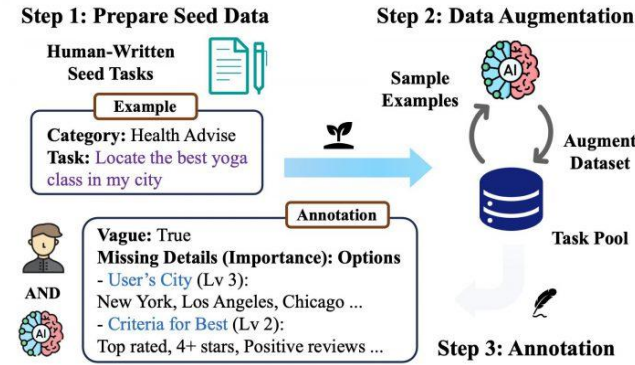 Step 1: Prepare Seed Data
Human-Written
Seed Tasks
Example
Category: Health Advise
Task: Locate the best yoga
class in my city
Step 2: Data Augmentation
AI
Sample
Examples
Augment
Dataset
Task Pool
Annotation
Vague: True
Missing Details (Importance): Options
- User's City (Lv 3):
New York, Los Angeles, Chicago ...
- Criteria for Best (Lv 2):
Top rated, 4+ stars, Positive reviews ...
AND
AI
Step 3: Annotation